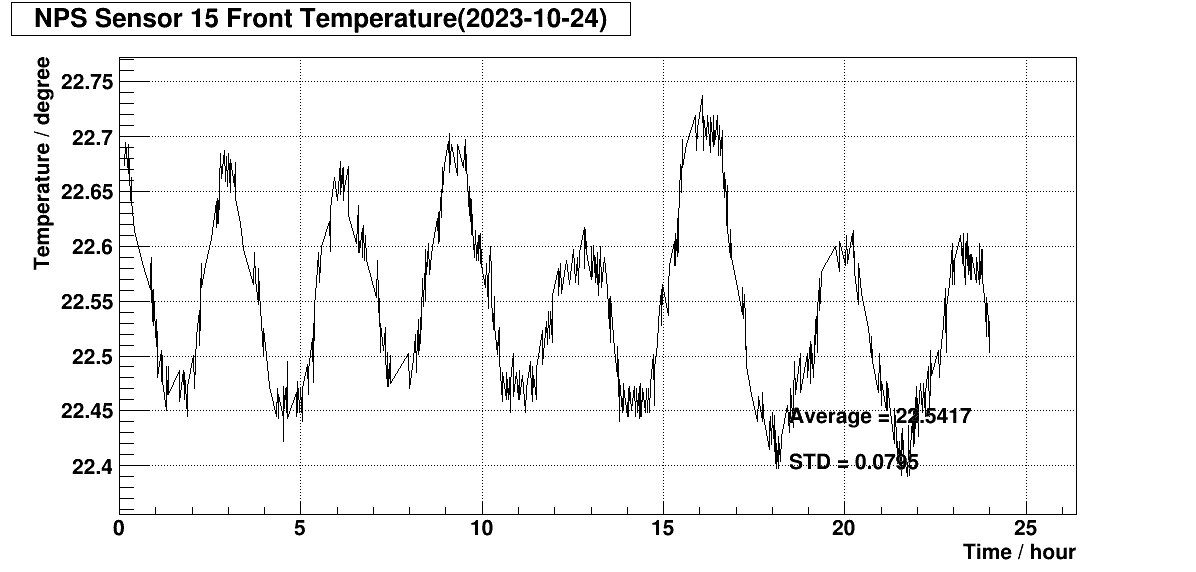 NPS Sensor 15 Front Temperature(2023-10-24)
Temperature / degree
22.75
22.7
22.65
22.6
22.55
22.5
22.45
22.4
Average = 22.5417
STD = 0.0795
0 5 10 15 20 25
Time / hour